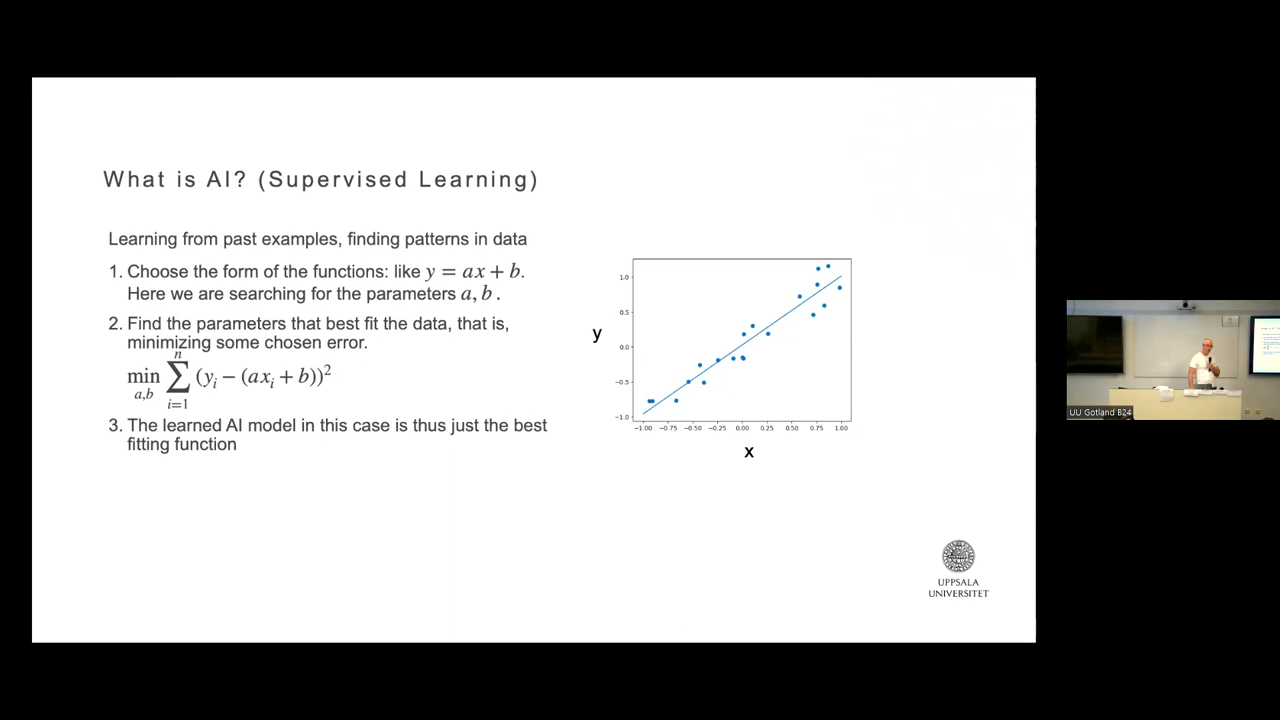 What is AI? (Supervised Learning)
Learning from past examples, finding patterns in data
1. Choose the form of the functions: like y = ax + b.
Here we are searching for the parameters a, b .
2. Find the parameters that best fit the data, that is,
minimizing some chosen error.
min_{a,b} ∑_{i=1}^{n} (y_i − (ax_i + b))²
3. The learned AI model in this case is thus just the best
fitting function
y
1.0
0.5
0.0
−0.5
−1.0
−1.00 −0.75 −0.50 −0.25 0.00 0.25 0.50 0.75 1.00
x
UPPSALA
UNIVERSITET
UU Gotland B24